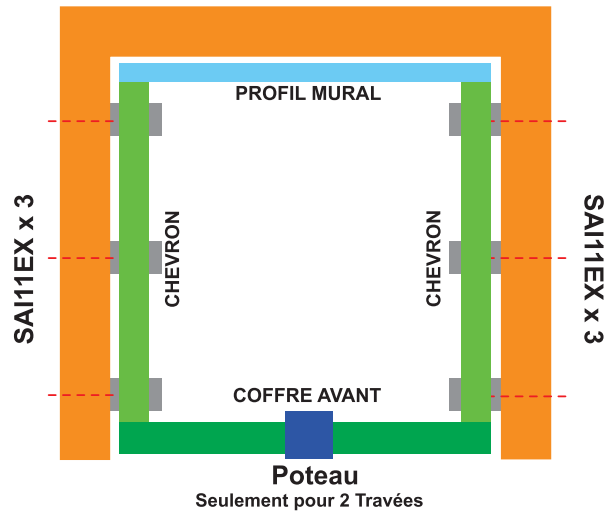 PROFIL MURAL
SAI11EX x 3
CHEVRON
CHEVRON
SAI11EX x 3
COFFRE AVANT
Poteau
Seulement pour 2 Travées